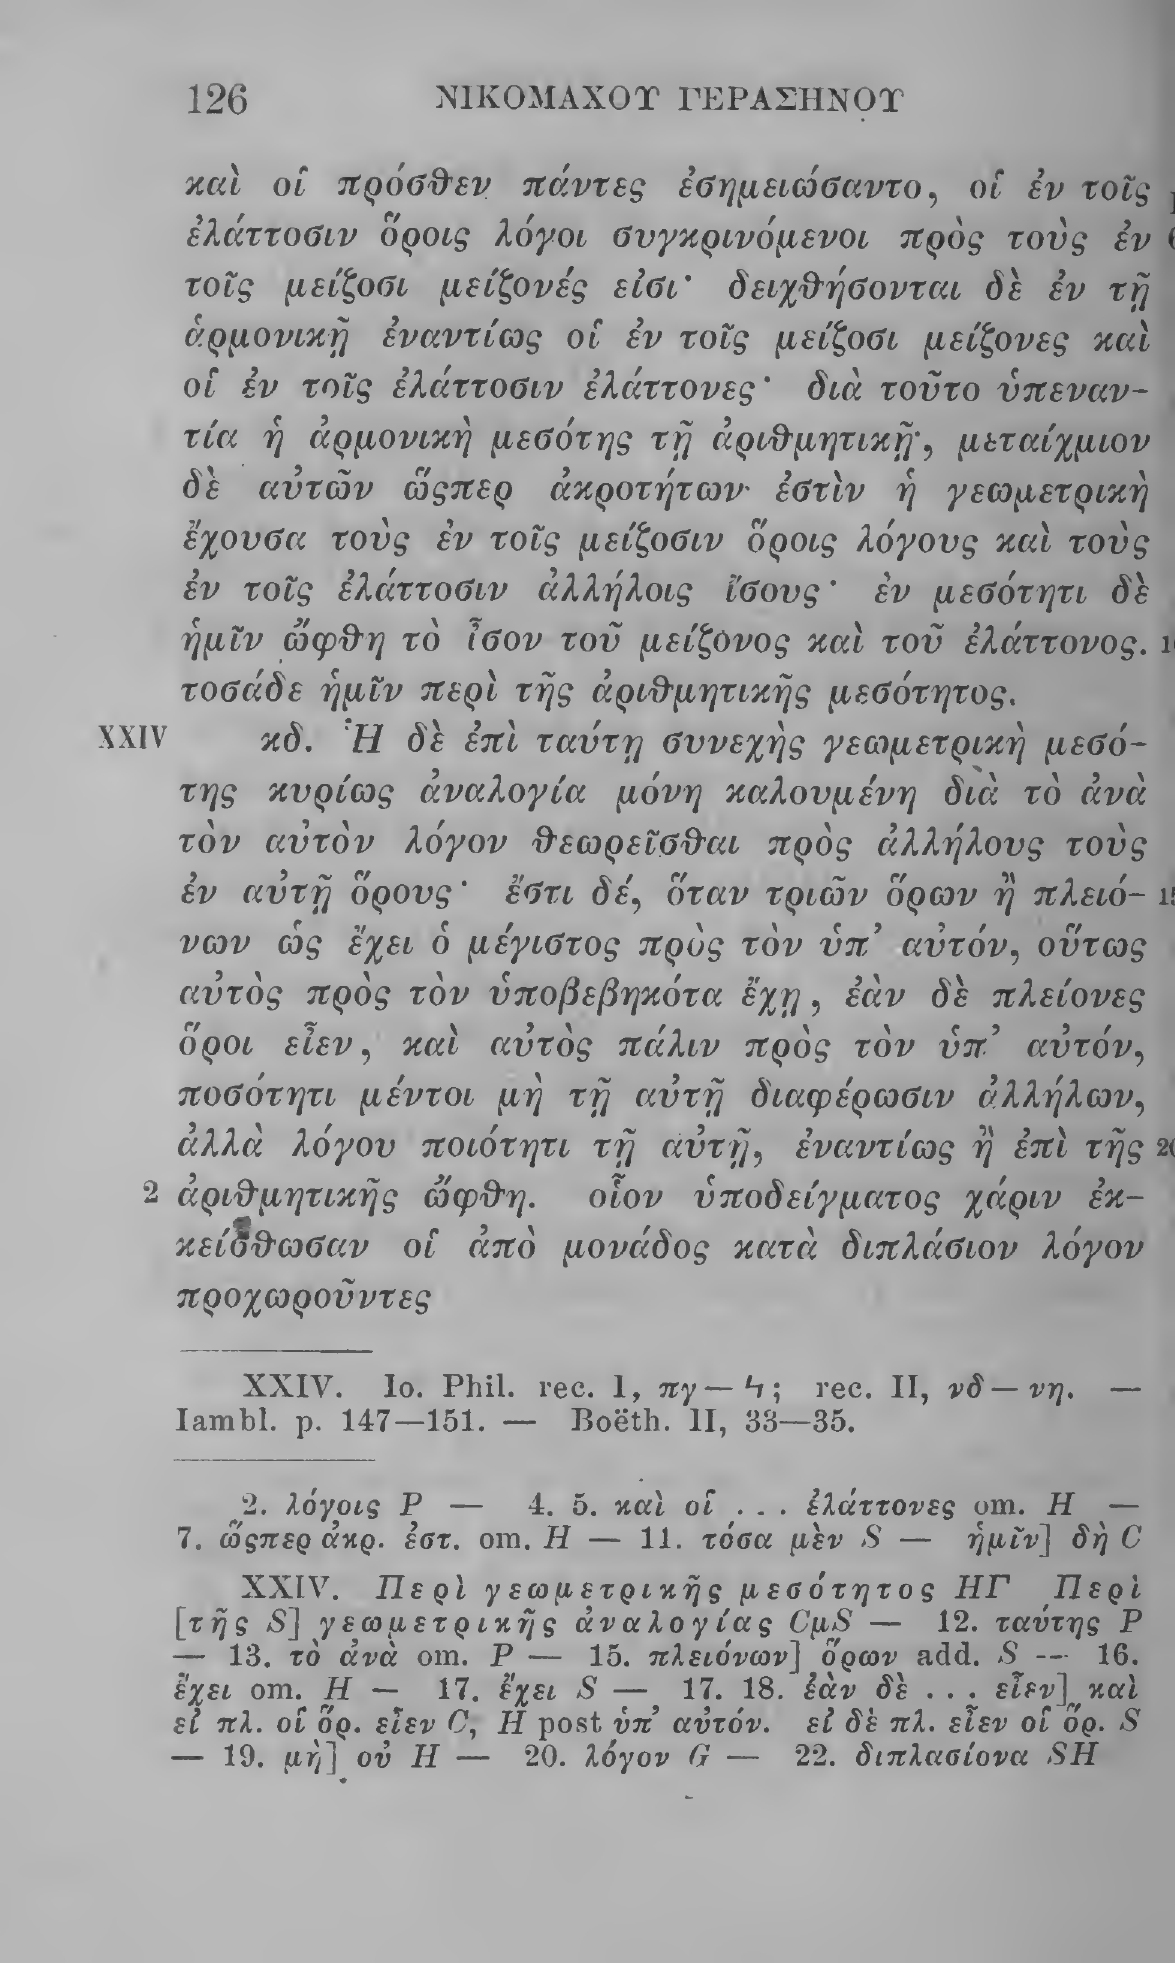 126 ΝΙΚΟΜΑΧΟΥ ΓΕΡΑΣΗΝΟΥ
καὶ οἱ πρόσθεν πάντες ἐσημειώσαντο, οἱ ἐν τοῖς
ἐλάττοσιν ὅροις λόγοι συγκρινόμενοι πρὸς τοὺς ἐν
τοῖς μείζοσι μείζονές εἰσι· δειχθήσονται δὲ ἐν τῇ
ἁρμονικῇ ἐναντίως οἱ ἐν τοῖς μείζοσι μείζονες καὶ
οἱ ἐν τοῖς ἐλάττοσιν ἐλάττονες· διὰ τοῦτο ὑπεναν-
τία ἡ ἁρμονικὴ μεσότης τῇ ἀριθμητικῇ, μεταίχμιον
δὲ αὐτῶν ὥςπερ ἀκροτήτων ἐστὶν ἡ γεωμετρικὴ
ἔχουσα τοὺς ἐν τοῖς μείζοσιν ὅροις λόγους καὶ τοὺς
ἐν τοῖς ἐλάττοσιν ἀλλήλοις ἴσους· ἐν μεσότητι δὲ
ἡμῖν ὤφθη τὸ ἴσον τοῦ μείζονος καὶ τοῦ ἐλάττονος.
τοσάδε ἡμῖν περὶ τῆς ἀριθμητικῆς μεσότητος.
XXIV κδ. Ἡ δὲ ἐπὶ ταύτῃ συνεχὴς γεωμετρικὴ μεσό-
της κυρίως ἀναλογία μόνη καλουμένη διὰ τὸ ἀνὰ
τὸν αὐτὸν λόγον θεωρεῖσθαι πρὸς ἀλλήλους τοὺς
ἐν αὐτῇ ὅρους· ἔστι δέ, ὅταν τριῶν ὅρων ἢ πλειό-
νων ὡς ἔχει ὁ μέγιστος πρὸς τὸν ὑπ’ αὐτόν, οὕτως
αὐτὸς πρὸς τὸν ὑποβεβηκότα ἔχῃ, ἐὰν δὲ πλείονες
ὅροι εἶεν, καὶ αὐτὸς πάλιν πρὸς τὸν ὑπ’ αὐτόν,
ποσότητι μέντοι μὴ τῇ αὐτῇ διαφέρωσιν ἀλλήλων,
ἀλλὰ λόγου ποιότητι τῇ αὐτῇ, ἐναντίως ἢ ἐπὶ τῆς
2 ἀριθμητικῆς ὤφθη. οἷον ὑποδείγματος χάριν ἐκ-
κείσθωσαν οἱ ἀπὸ μονάδος κατὰ διπλάσιον λόγον
προχωροῦντες
XXIV. Io. Phil. rec. I, πγ — ϟ; rec. II, νδ — νη. —
Iambl. p. 147—151. — Boëth. II, 33—35.
2. λόγοις P — 4. 5. καὶ οἱ . . . ἐλάττονες om. H —
7. ὥςπερ ἀκρ. ἐστ. om. H — 11. τόσα μὲν S — ἡμῖν] δὴ C
XXIV. Περὶ γεωμετρικῆς μεσότητος HΓ Περὶ
[τῆς S] γεωμετρικῆς ἀναλογίας CμS — 12. ταύτης P
— 13. τὸ ἀνὰ om. P — 15. πλειόνων] ὅρων add. S — 16.
ἔχει om. H — 17. ἔχει S — 17. 18. ἐὰν δὲ . . . εἶεν] καὶ
εἰ πλ. οἱ ὅρ. εἶεν C, H post ὑπ’ αὐτόν. εἰ δὲ πλ. εἶεν οἱ ὅρ. S
— 19. μὴ] οὐ H — 20. λόγον G — 22. διπλασίονα SH